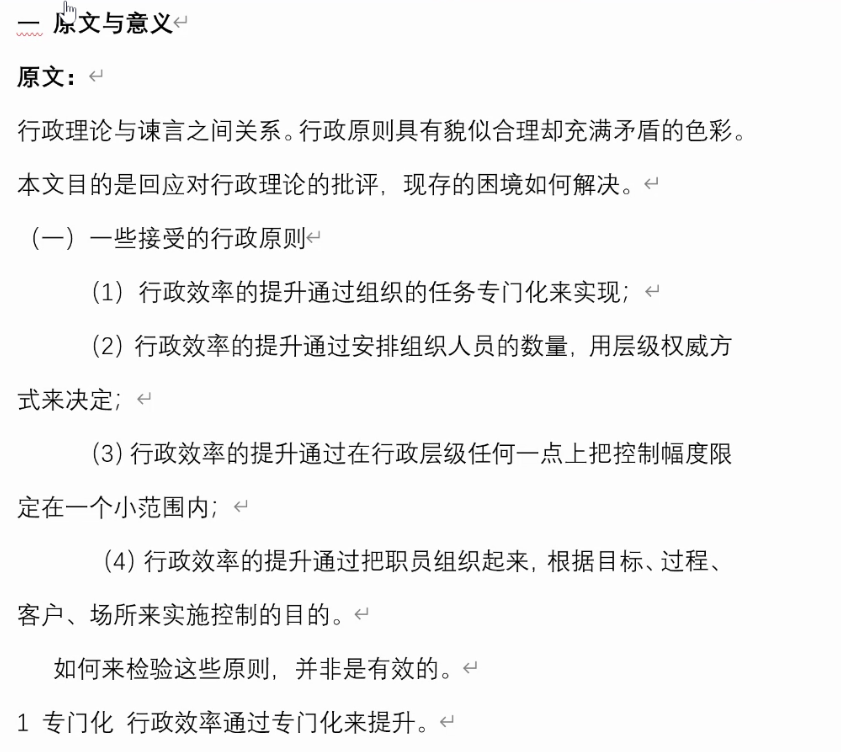 一 原文与意义
原文：
行政理论与谏言之间关系。行政原则具有貌似合理却充满矛盾的色彩。
本文目的是回应对行政理论的批评，现存的困境如何解决。
（一）一些接受的行政原则
（1）行政效率的提升通过组织的任务专门化来实现；
（2）行政效率的提升通过安排组织人员的数量，用层级权威方
式来决定；
（3）行政效率的提升通过在行政层级任何一点上把控制幅度限
定在一个小范围内；
（4）行政效率的提升通过把职员组织起来，根据目标、过程、
客户、场所来实施控制的目的。
如何来检验这些原则，并非是有效的。
1 专门化 行政效率通过专门化来提升。